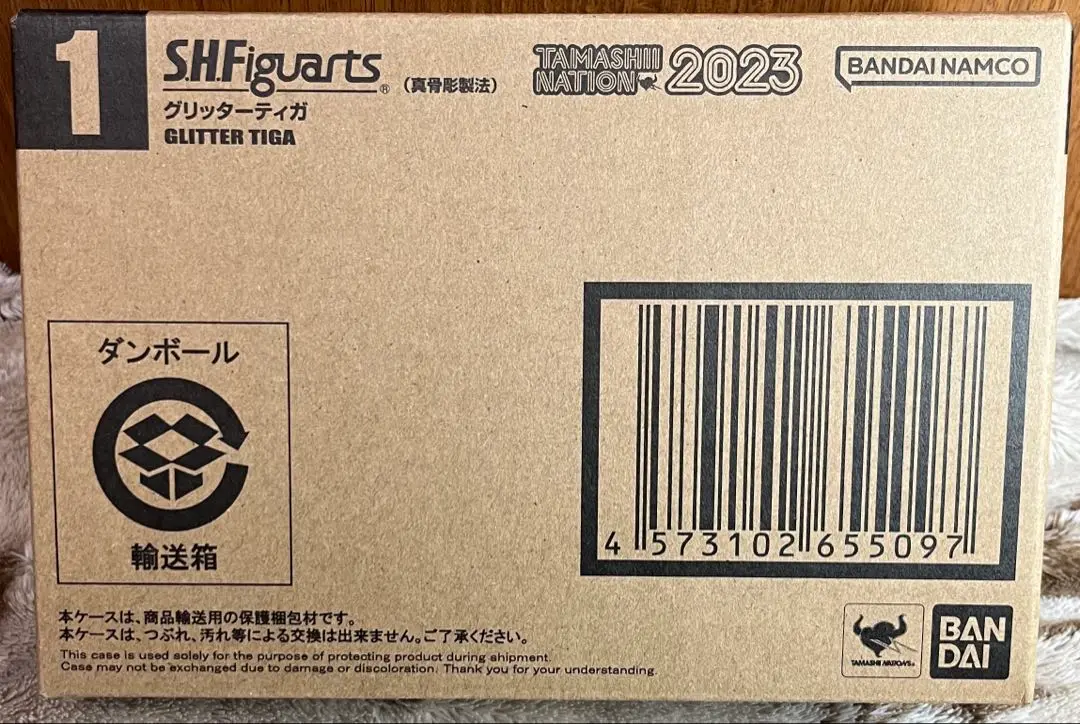 1
S.H.Figuarts® (真骨彫製法)
グリッターティガ
GLITTER TIGA
TAMASHII NATION 2023
BANDAI NAMCO
ダンボール
輸送箱
4 573102 655097
本ケースは、商品輸送用の保護梱包材です。
本ケースは、つぶれ、汚れ等による交換は出来ません。ご了承ください。
This case is used solely for the purpose of protecting product during shipment.
Case may not be exchanged due to damage or discoloration. Thank you for your understanding.
TAMASHII NATIONS®
BAN
DAI